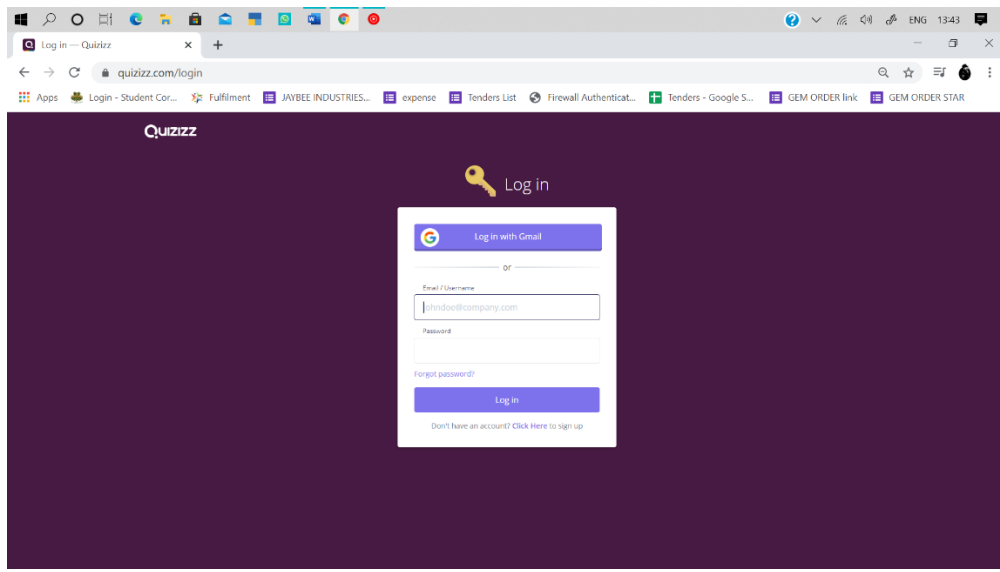 ENG 13:43
Log in — Quizizz
quizizz.com/login
Apps Login - Student Cor... Fulfilment JAYBEE INDUSTRIES... expense Tenders List Firewall Authenticat... Tenders - Google S... GEM ORDER link GEM ORDER STAR
Quizizz
Log in
Log in with Gmail
or
Email / Username
johndoe@company.com
Password
Forgot password?
Log in
Don't have an account? Click Here to sign up